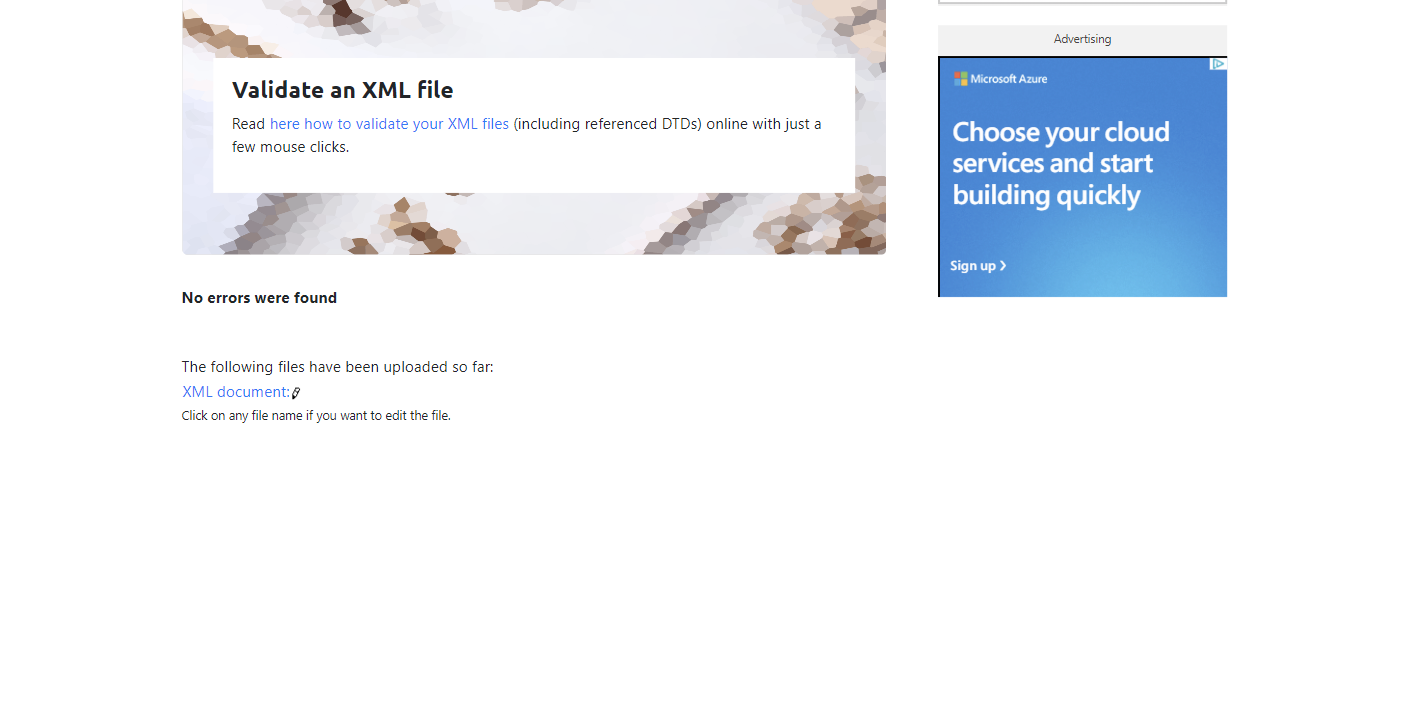 Validate an XML file
Read here how to validate your XML files (including referenced DTDs) online with just a
few mouse clicks.
No errors were found
The following files have been uploaded so far:
XML document:
Click on any file name if you want to edit the file.
Advertising
Microsoft Azure
Choose your cloud
services and start
building quickly
Sign up >